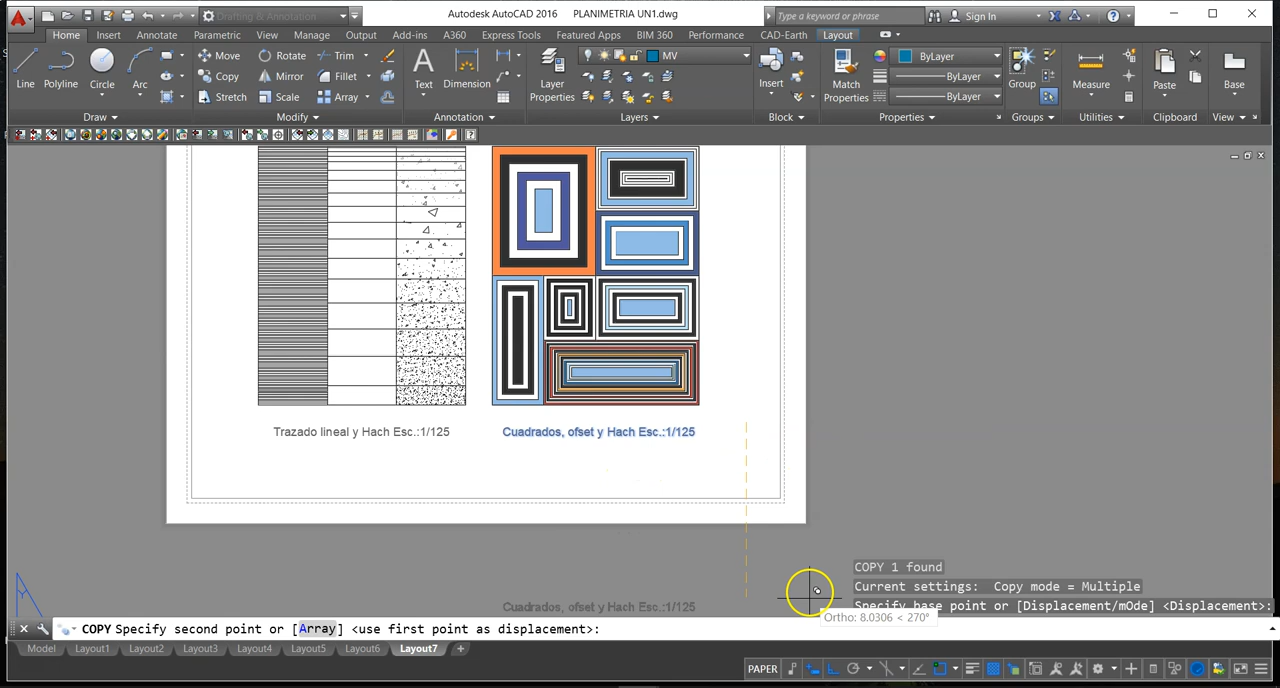 Drafting & Annotation
Autodesk AutoCAD 2016 PLANIMETRIA UN1.dwg
Type a keyword or phrase
Sign In
Home Insert Annotate Parametric View Manage Output Add-ins A360 Express Tools Featured Apps BIM 360 Performance CAD-Earth Layout
Move Rotate Trim
Copy Mirror Fillet
Stretch Scale Array
Line Polyline Circle Arc
Text Dimension
Layer Properties
MV
Insert
Match Properties
ByLayer
ByLayer
ByLayer
Group Measure Paste Base
Draw Modify Annotation Layers Block Properties Groups Utilities Clipboard View
Trazado lineal y Hach Esc.:1/125
Cuadrados, ofset y Hach Esc.:1/125
COPY 1 found
Current settings: Copy mode = Multiple
Specify base point or [Displacement/mOde] <Displacement>:
Cuadrados, ofset y Hach Esc.:1/125
Ortho: 8.0306 < 270°
COPY Specify second point or [Array] <use first point as displacement>:
Model Layout1 Layout2 Layout3 Layout4 Layout5 Layout6 Layout7 +
PAPER